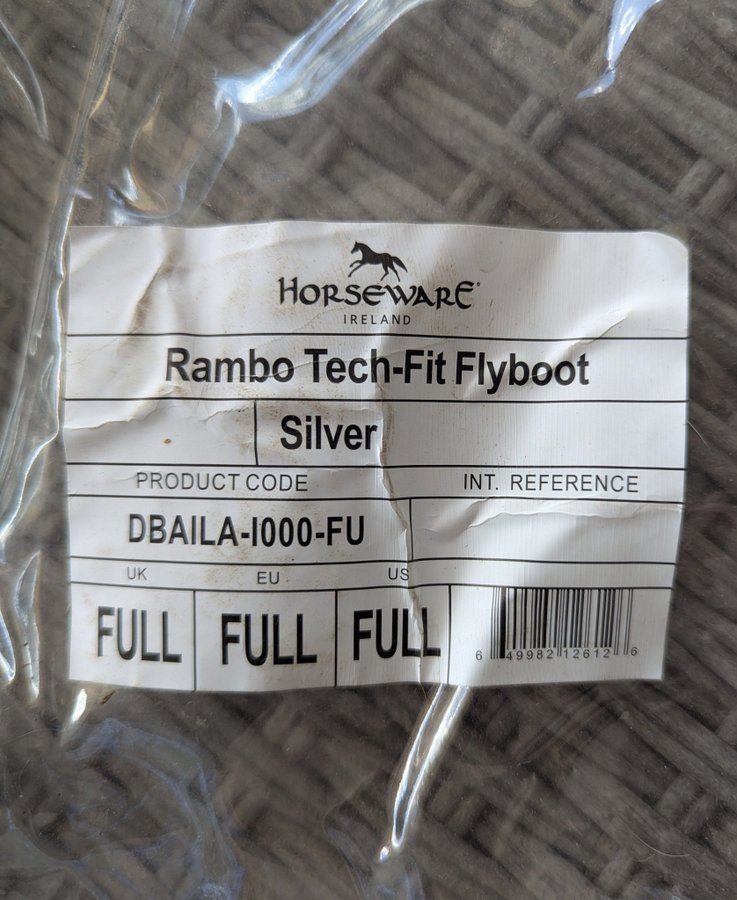 HORSEWARE®
IRELAND
Rambo Tech-Fit Flyboot
Silver
PRODUCT CODE INT. REFERENCE
DBAILA-I000-FU
UK EU US
FULL FULL FULL
6 49982 12612 6